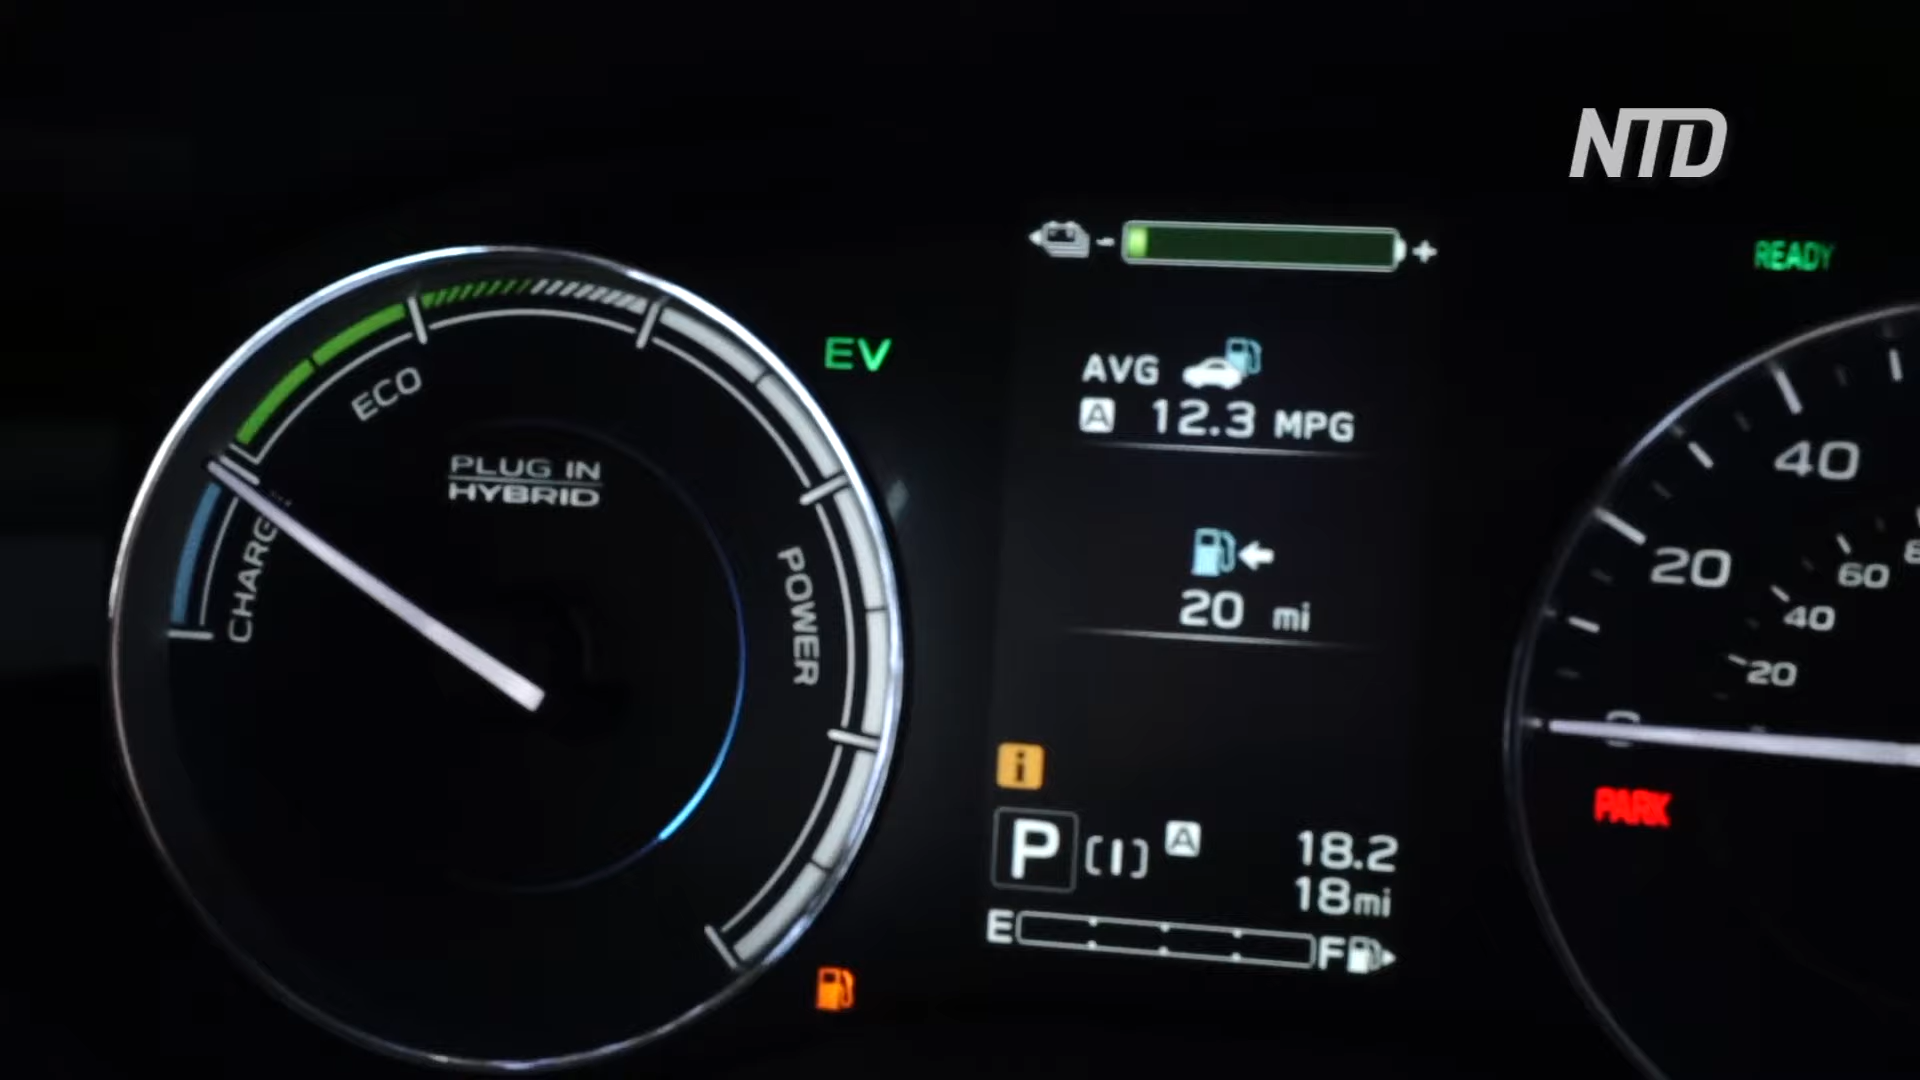 NTD
READY
EV
AVG
A 12.3 MPG
40
ECO
PLUG IN
HYBRID
20 mi
20
60
40
20
CHARG
POWER
i
PARK
P A 18.2
18mi
E F